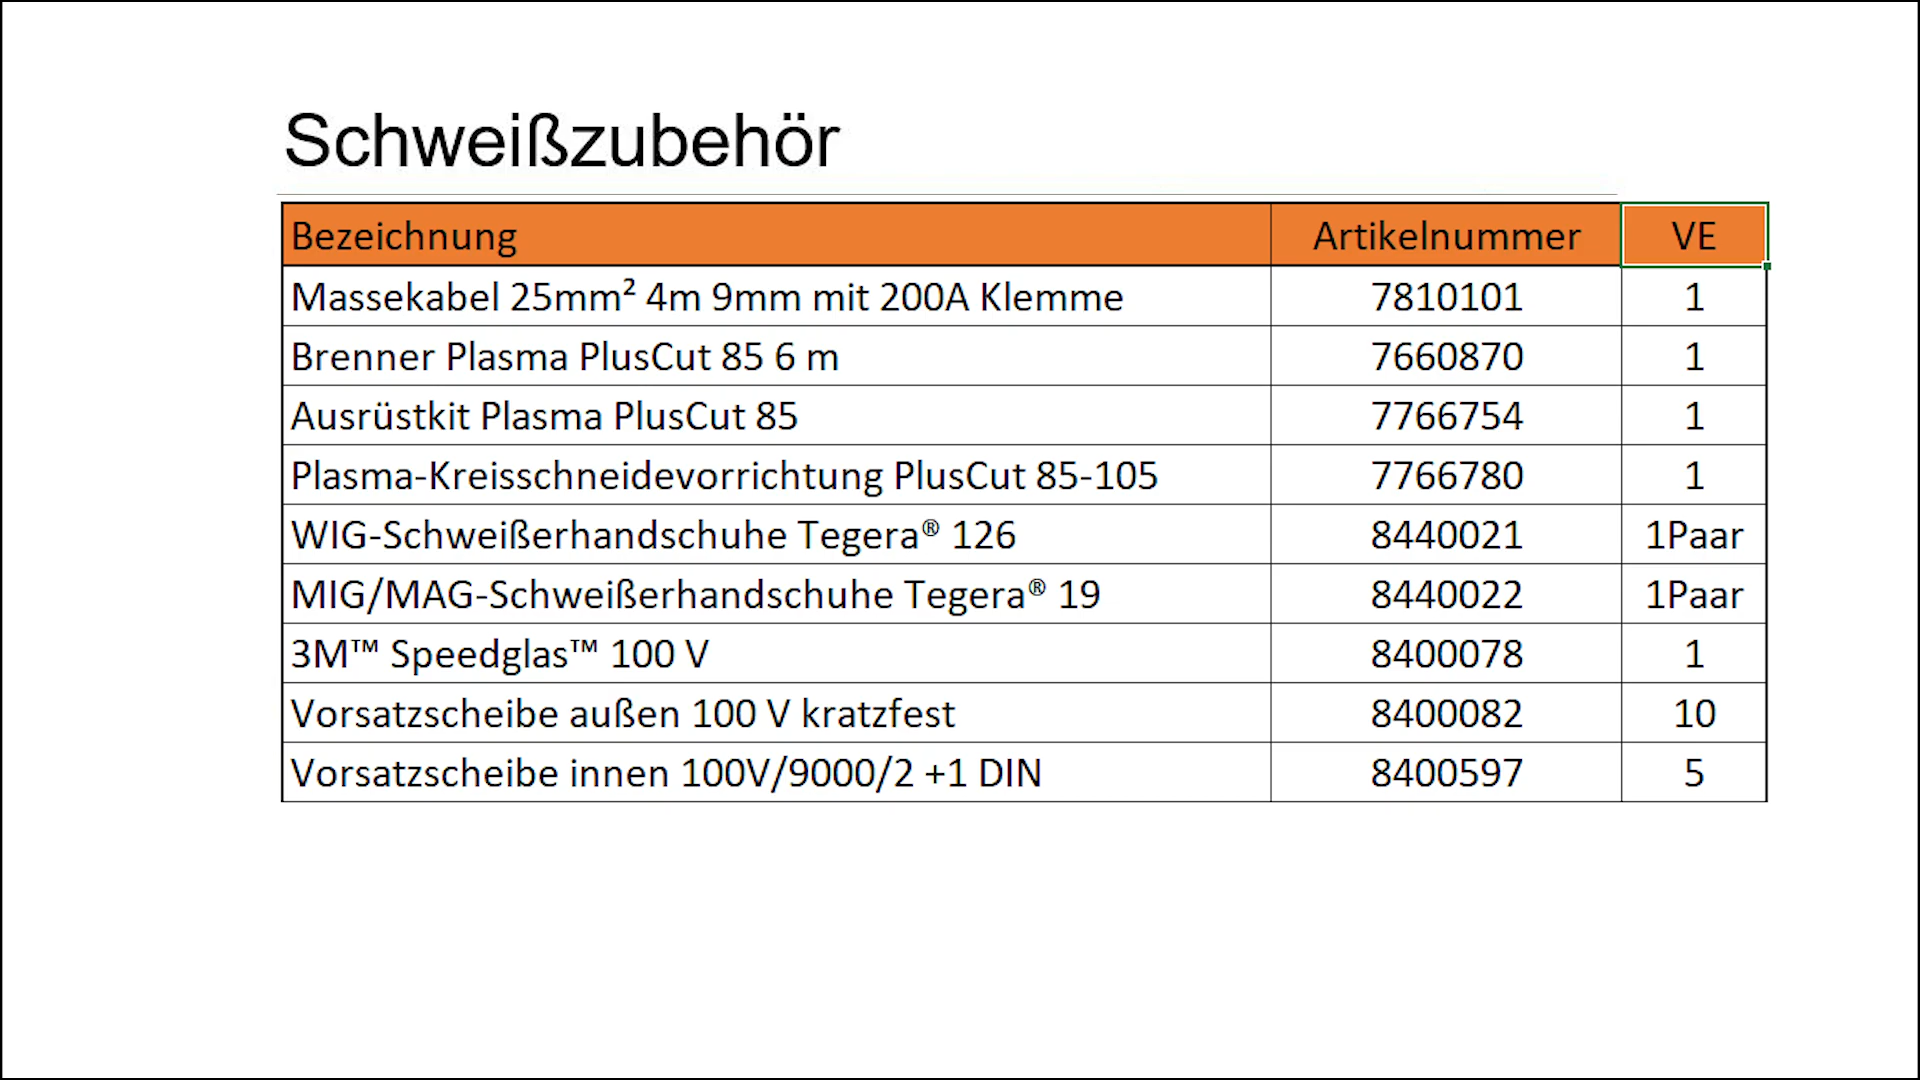 Schweißzubehör
Bezeichnung Artikelnummer VE
Massekabel 25mm² 4m 9mm mit 200A Klemme 7810101 1
Brenner Plasma PlusCut 85 6 m 7660870 1
Ausrüstkit Plasma PlusCut 85 7766754 1
Plasma-Kreisschneidevorrichtung PlusCut 85-105 7766780 1
WIG-Schweißerhandschuhe Tegera® 126 8440021 1Paar
MIG/MAG-Schweißerhandschuhe Tegera® 19 8440022 1Paar
3M™ Speedglas™ 100 V 8400078 1
Vorsatzscheibe außen 100 V kratzfest 8400082 10
Vorsatzscheibe innen 100V/9000/2 +1 DIN 8400597 5